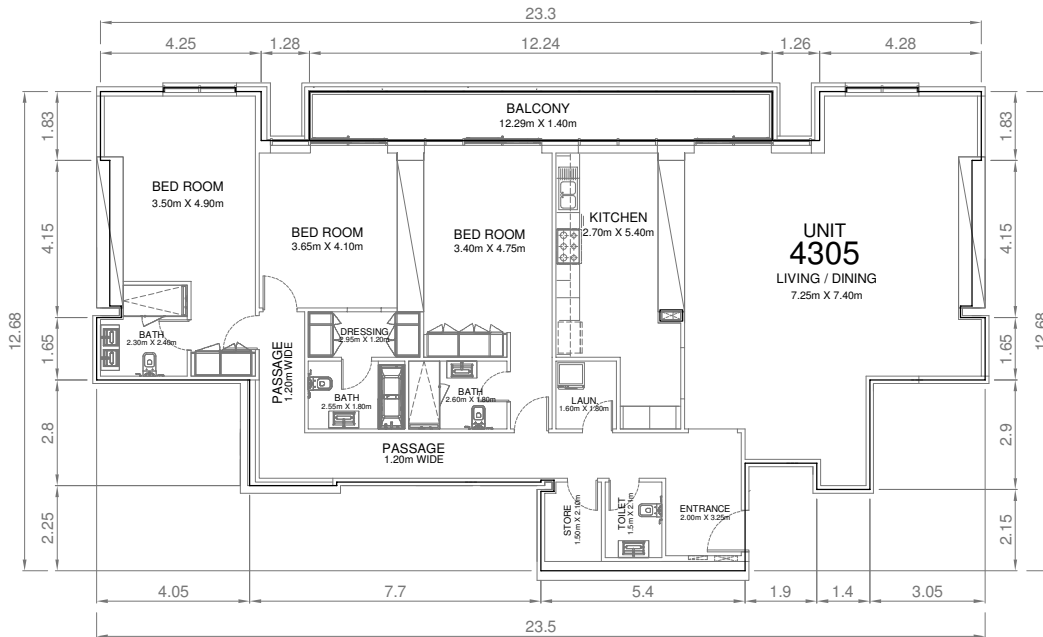 23.3
4.25
1.28
12.24
1.26
4.28
BALCONY
12.29m X 1.40m
1.83
4.15
1.65
2.8
2.25
12.68
1.83
4.15
1.65
2.9
2.15
12.68
BED ROOM
3.50m X 4.90m
BED ROOM
3.65m X 4.10m
BED ROOM
3.40m X 4.75m
KITCHEN
2.70m X 5.40m
UNIT
4305
LIVING / DINING
7.25m X 7.40m
BATH
2.30m X 2.40m
DRESSING
2.95m X 1.20m
PASSAGE
1.20m WIDE
BATH
2.55m X 1.80m
BATH
2.60m X 1.80m
LAUN.
1.60m X 1.80m
PASSAGE
1.20m WIDE
STORE
1.50m X 2.10m
TOILET
1.5m X 2.1m
ENTRANCE
2.00m X 3.25m
4.05
7.7
5.4
1.9
1.4
3.05
23.5